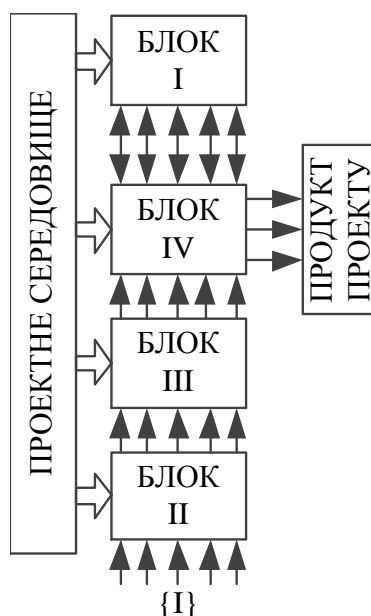 ПРОЕКТНЕ СЕРЕДОВИЩЕ
БЛОК
I
БЛОК
IV
ПРОДУКТ
ПРОЕКТУ
БЛОК
III
БЛОК
II
{I}